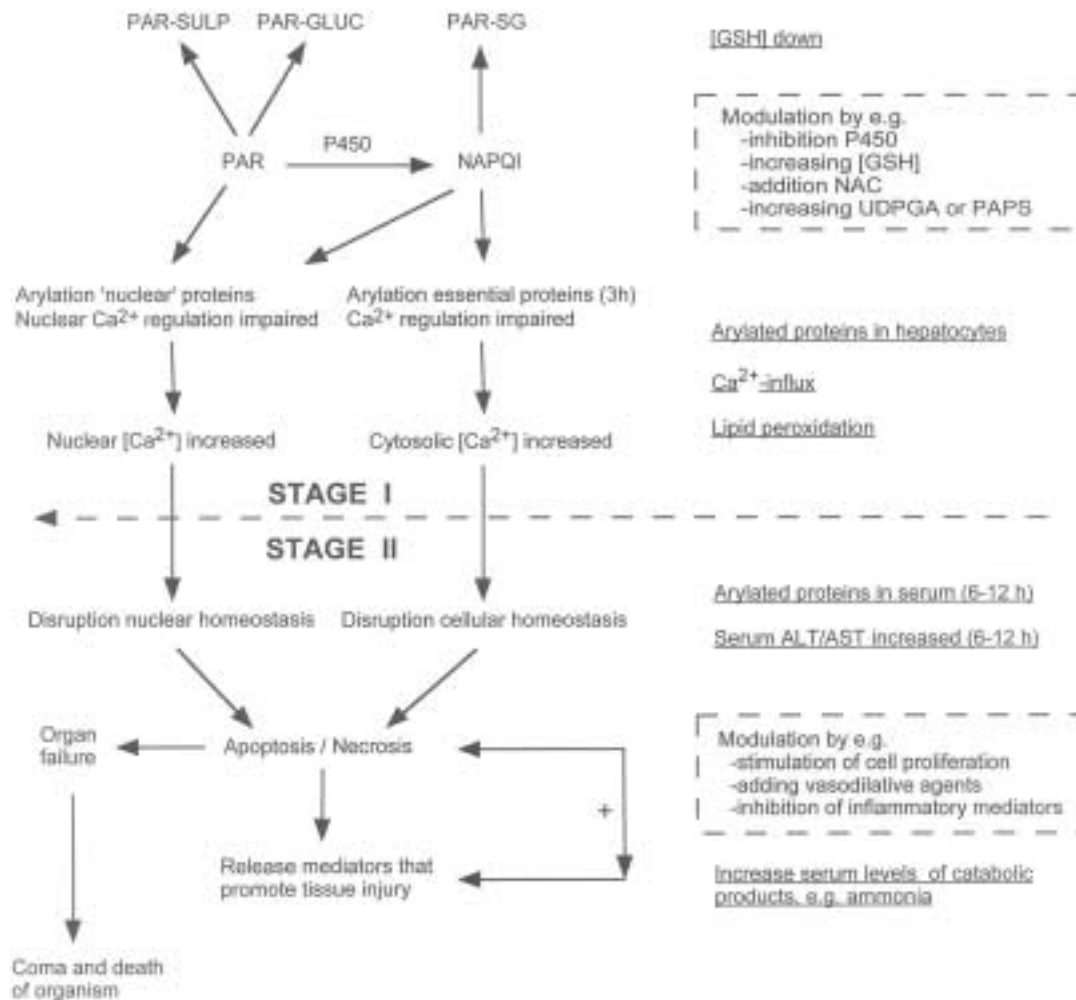 PAR-SULP PAR-GLUC PAR-SG
[GSH] down
Modulation by e.g.
-inhibition P450
-increasing [GSH]
-addition NAC
-increasing UDPGA or PAPS
P450
PAR NAPQI
Arylation 'nuclear' proteins
Nuclear Ca2+ regulation impaired
Arylation essential proteins (3h)
Ca2+ regulation impaired
Arylated proteins in hepatocytes
Ca2+-influx
Lipid peroxidation
Nuclear [Ca2+] increased
Cytosolic [Ca2+] increased
STAGE I
STAGE II
Disruption nuclear homeostasis
Disruption cellular homeostasis
Arylated proteins in serum (6-12 h)
Serum ALT/AST increased (6-12 h)
Organ
failure
Apoptosis / Necrosis
Modulation by e.g.
-stimulation of cell proliferation
-adding vasodilative agents
-inhibition of inflammatory mediators
+
Release mediators that
promote tissue injury
Increase serum levels of catabolic
products, e.g. ammonia
Coma and death
of organism